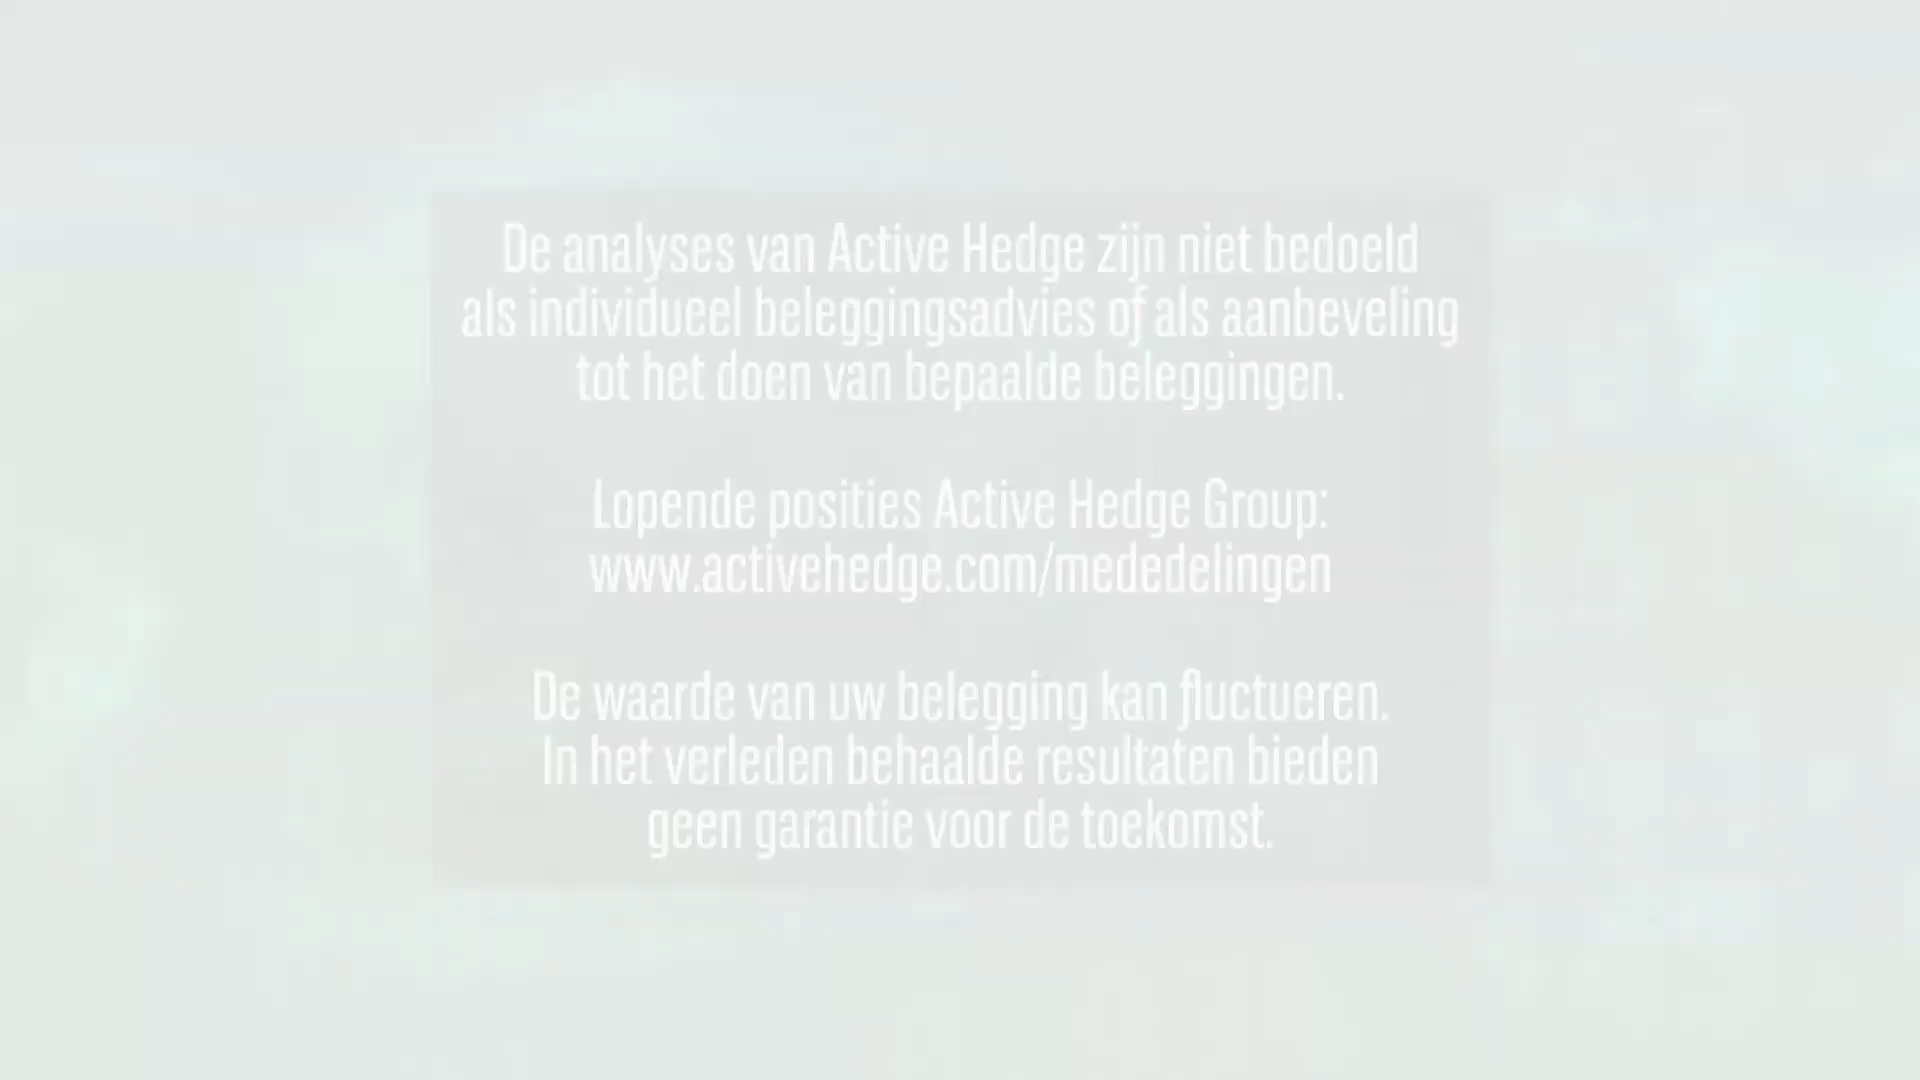 De analyses van Active Hedge zijn niet bedoeld
als individueel beleggingsadvies of als aanbeveling
tot het doen van bepaalde beleggingen.
Lopende posities Active Hedge Group:
www.activehedge.com/mededelingen
De waarde van uw belegging kan fluctueren.
In het verleden behaalde resultaten bieden
geen garantie voor de toekomst.